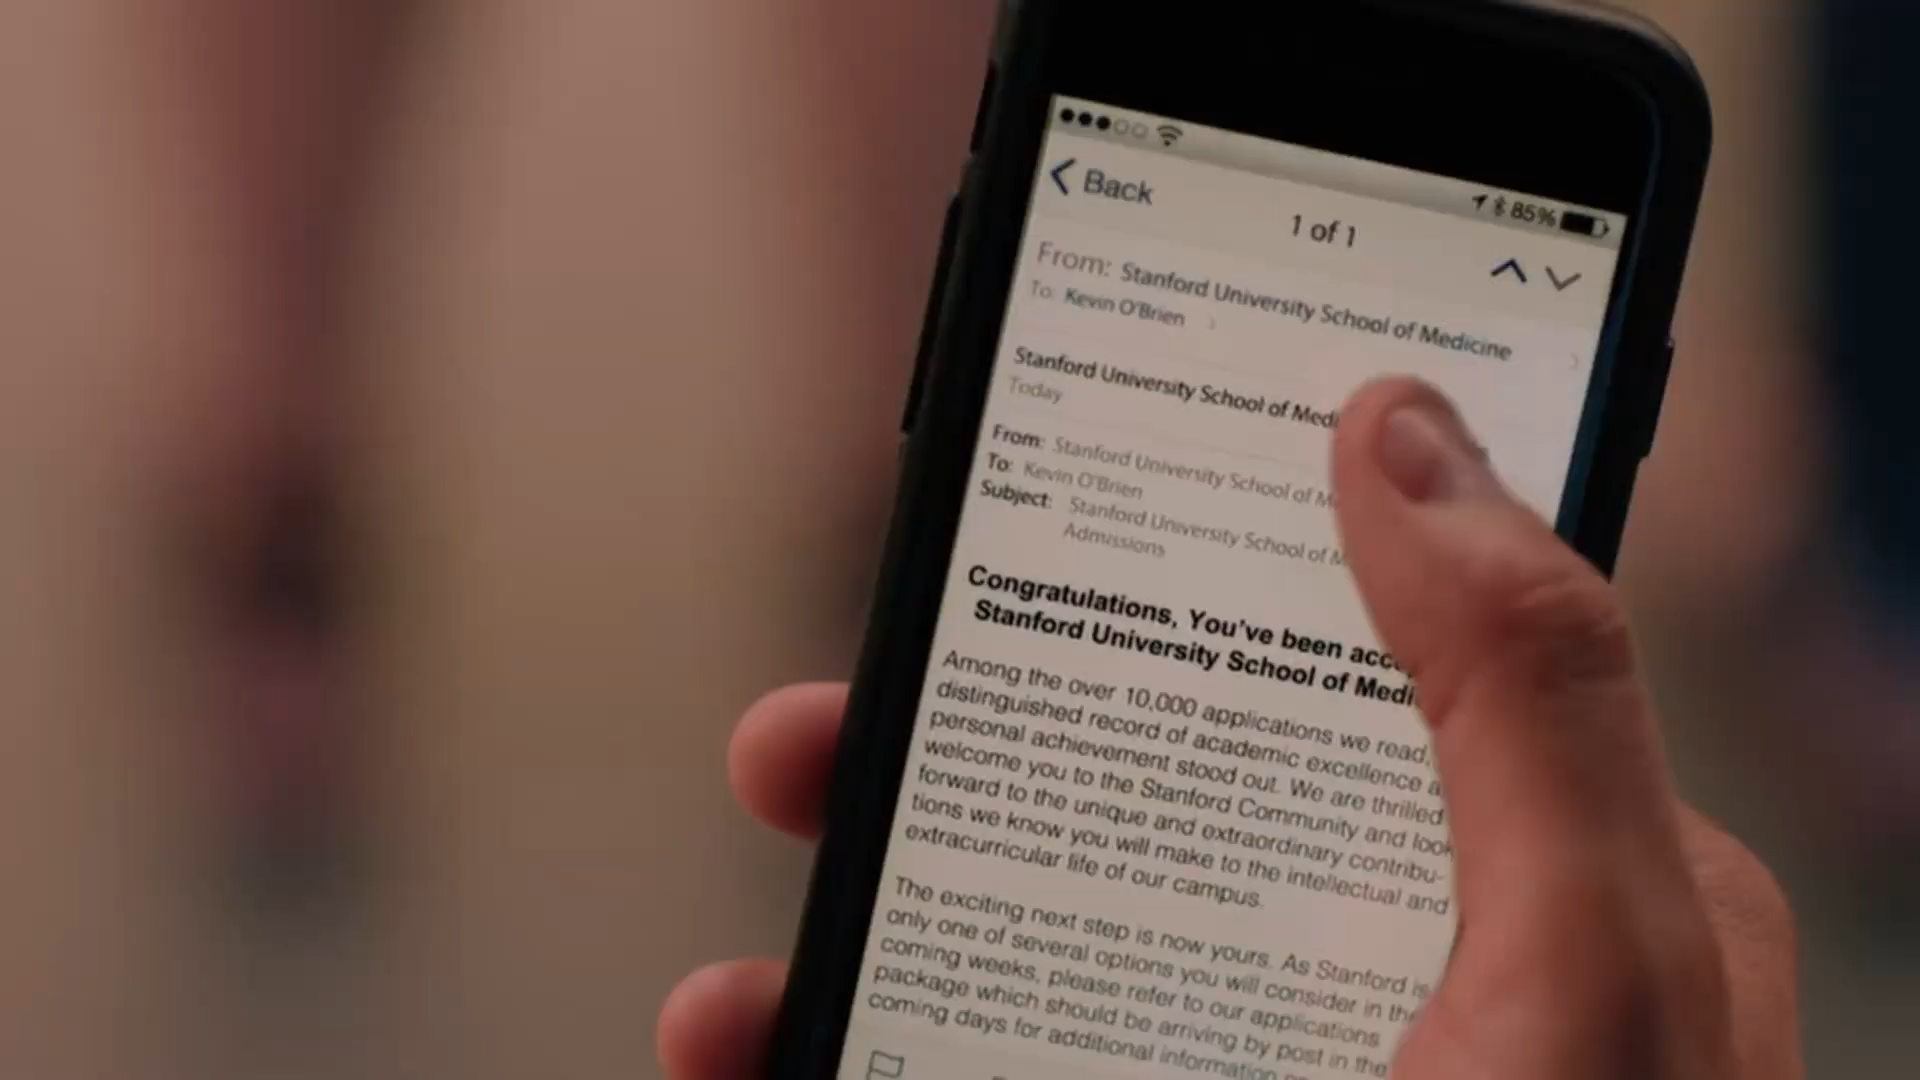 85%
Back
1 of 1
From: Stanford University School of Medicine
To: Kevin O'Brien
Stanford University School of Medi
Today
From: Stanford University School of M
To: Kevin O'Brien
Subject: Stanford University School of M
Admissions
Congratulations, You've been acc
Stanford University School of Medi
Among the over 10,000 applications we read,
distinguished record of academic excellence a
personal achievement stood out. We are thrilled
welcome you to the Stanford Community and look
forward to the unique and extraordinary contribu-
tions we know you will make to the intellectual and
extracurricular life of our campus.
The exciting next step is now yours. As Stanford is
only one of several options you will consider in the
coming weeks, please refer to our applications
package which should be arriving by post in the
coming days for additional information